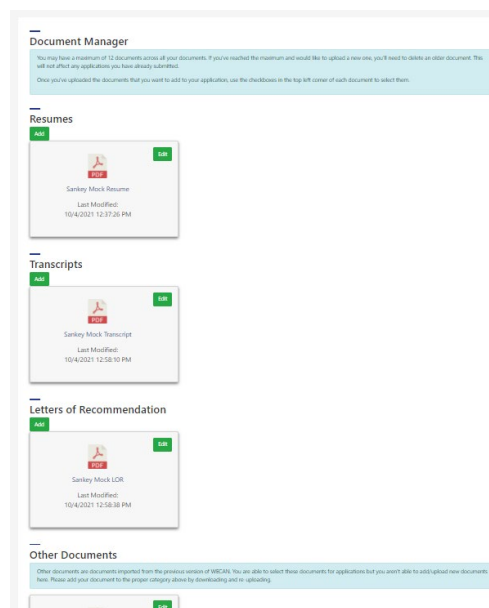 Document Manager
You may have a maximum of 12 documents across all your documents. If you've reached the maximum and would like to upload a new one, you'll need to delete an older document. This
will not affect any applications you have already submitted.
Once you've uploaded the documents that you want to add to your application, use the checkboxes in the top left corner of each document to select them.
Resumes
Add
Edit
PDF
Sankey Mock Resume
Last Modified:
10/4/2021 12:37:26 PM
Transcripts
Add
Edit
PDF
Sankey Mock Transcript
Last Modified:
10/4/2021 12:58:10 PM
Letters of Recommendation
Add
Edit
PDF
Sankey Mock LOR
Last Modified:
10/4/2021 12:58:38 PM
Other Documents
Other documents are documents imported from the previous version of WBCAN. You are able to select these documents for applications but you aren't able to add/upload new documents
here. Please add your document to the proper category above by downloading and re-uploading.
Edit